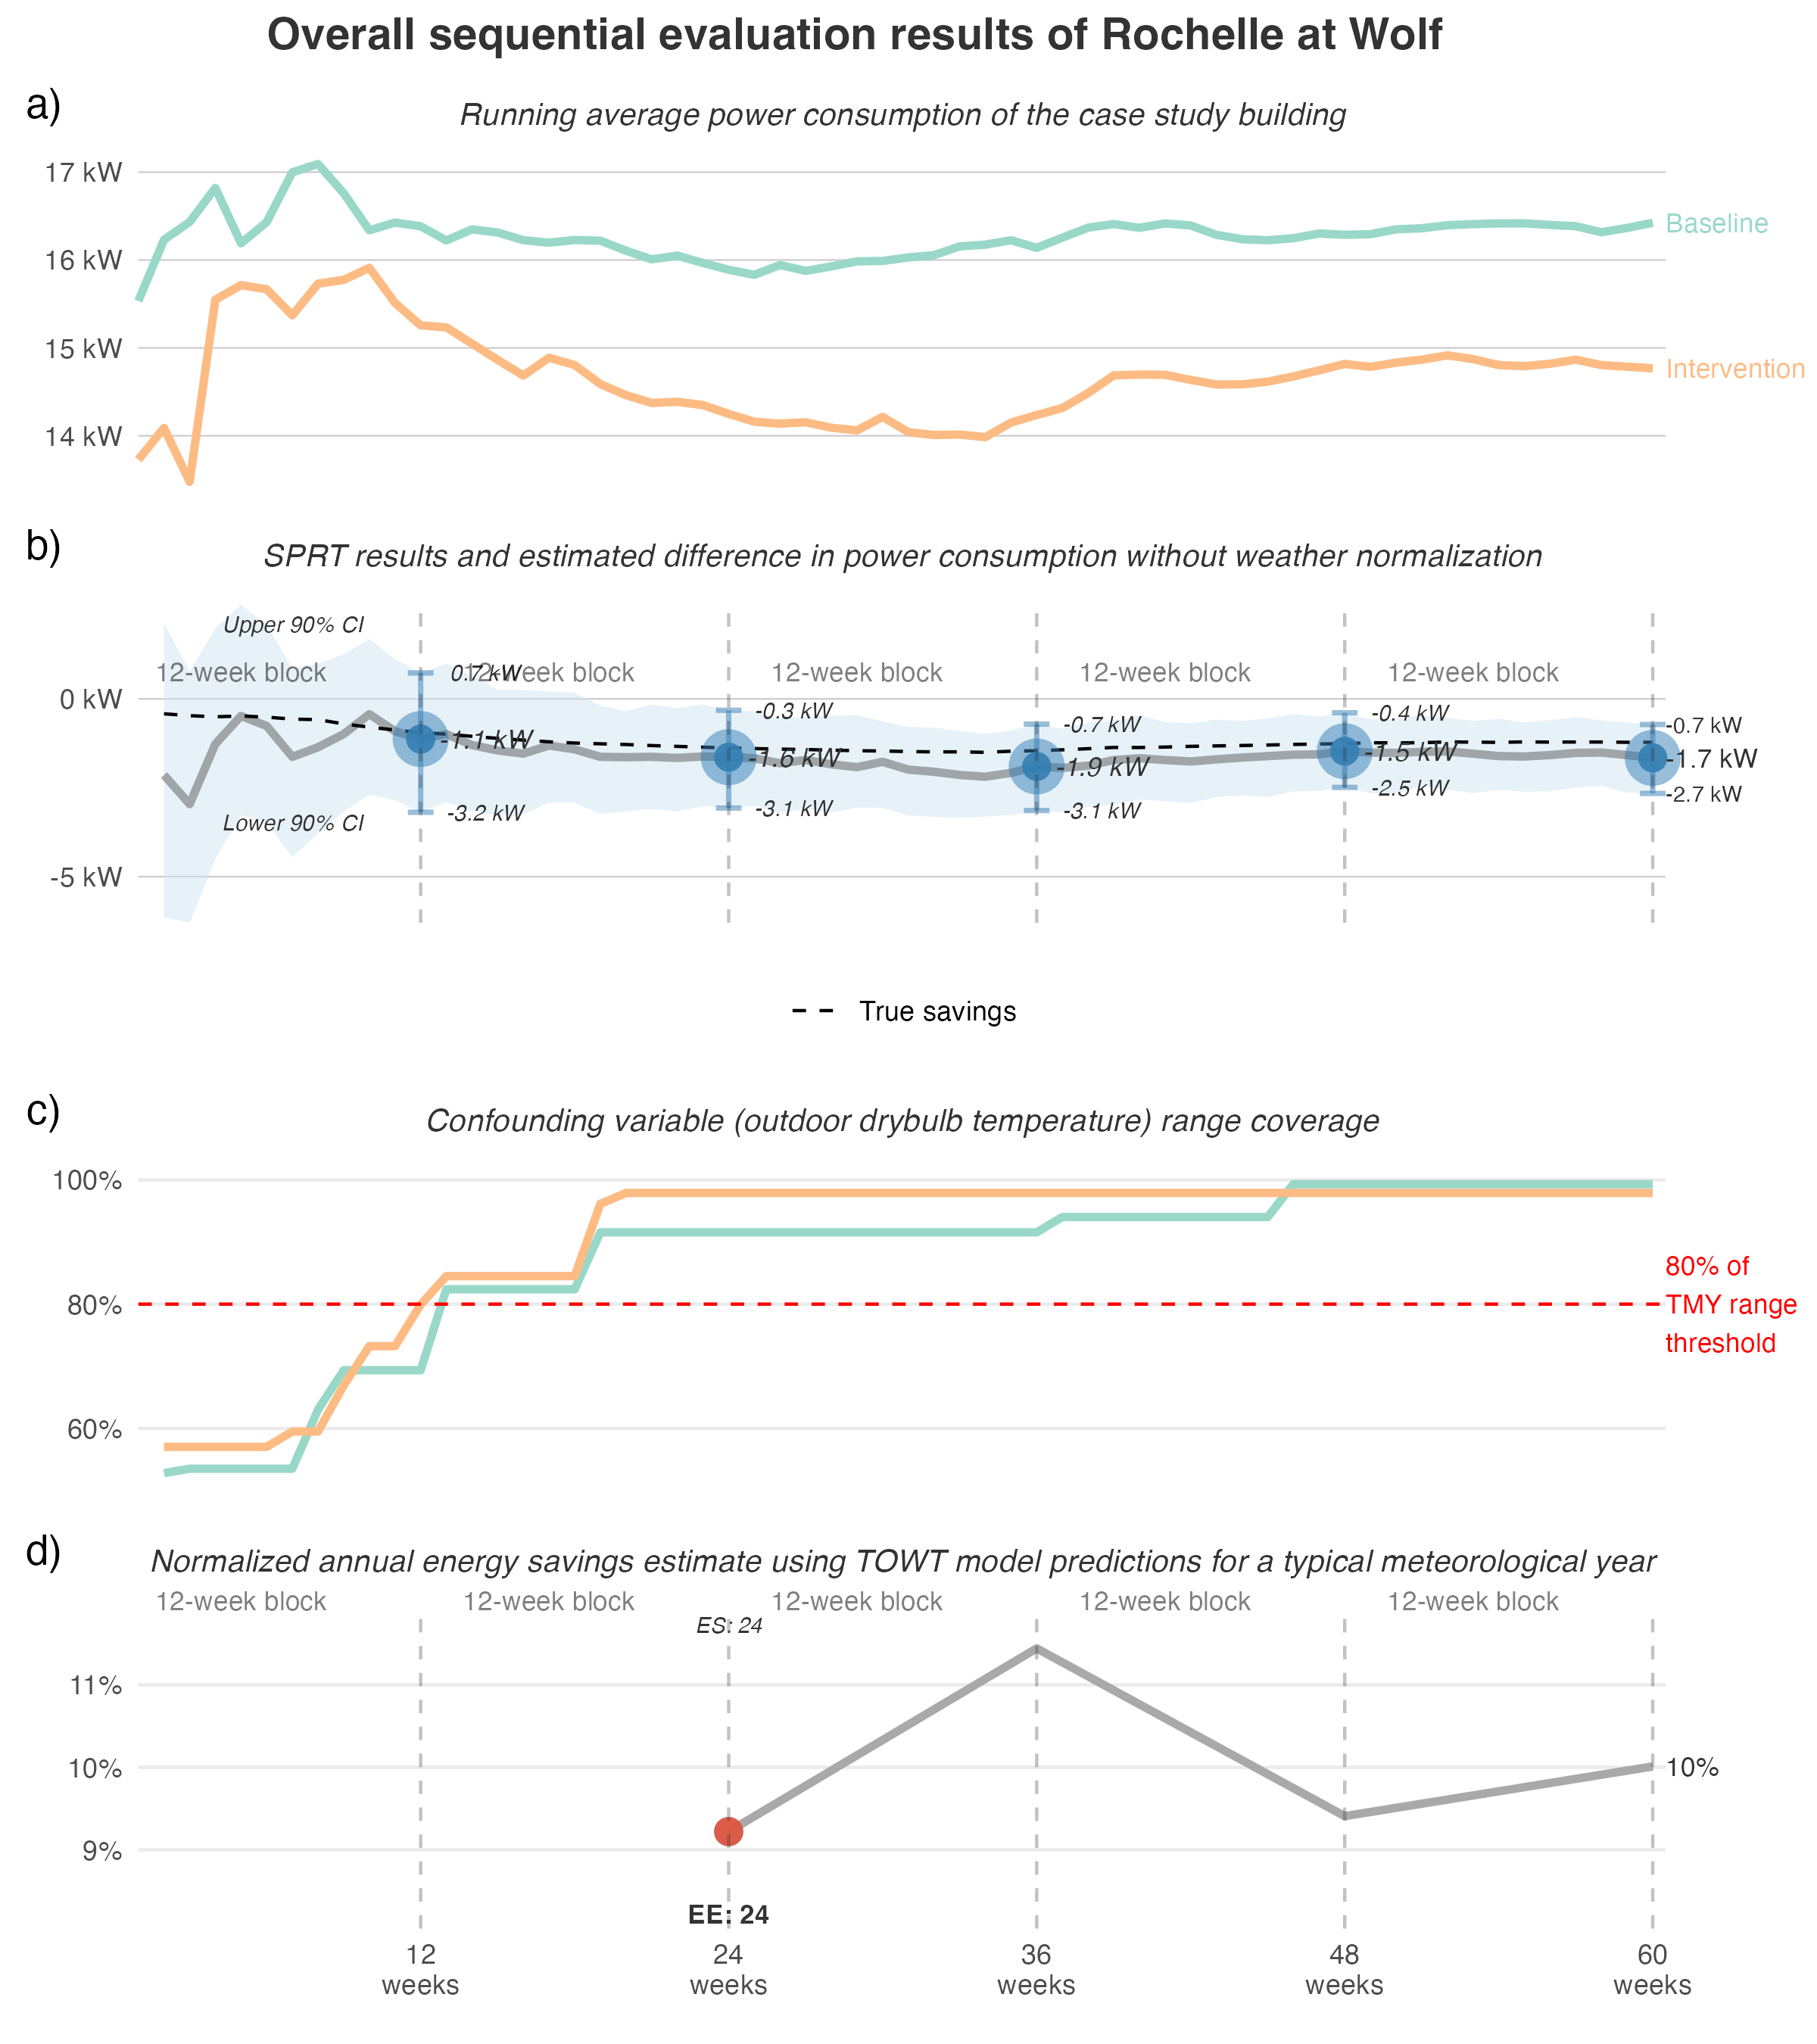 Overall sequential evaluation results of Rochelle at Wolf
a)
Running average power consumption of the case study building
17 kW
16 kW
15 kW
14 kW
Baseline
Intervention
b)
SPRT results and estimated difference in power consumption without weather normalization
Upper 90% CI
12-week block
12-week block
12-week block
12-week block
12-week block
0.7 kW
0 kW
-0.3 kW
-0.7 kW
-0.4 kW
-0.7 kW
-1.1 kW
-1.6 kW
-1.9 kW
-1.5 kW
-1.7 kW
Lower 90% CI
-3.2 kW
-3.1 kW
-3.1 kW
-2.5 kW
-2.7 kW
-5 kW
True savings
c)
Confounding variable (outdoor drybulb temperature) range coverage
100%
80%
60%
80% of
TMY range
threshold
d)
Normalized annual energy savings estimate using TOWT model predictions for a typical meteorological year
12-week block
12-week block
12-week block
12-week block
12-week block
ES: 24
11%
10%
9%
10%
EE: 24
12
weeks
24
weeks
36
weeks
48
weeks
60
weeks